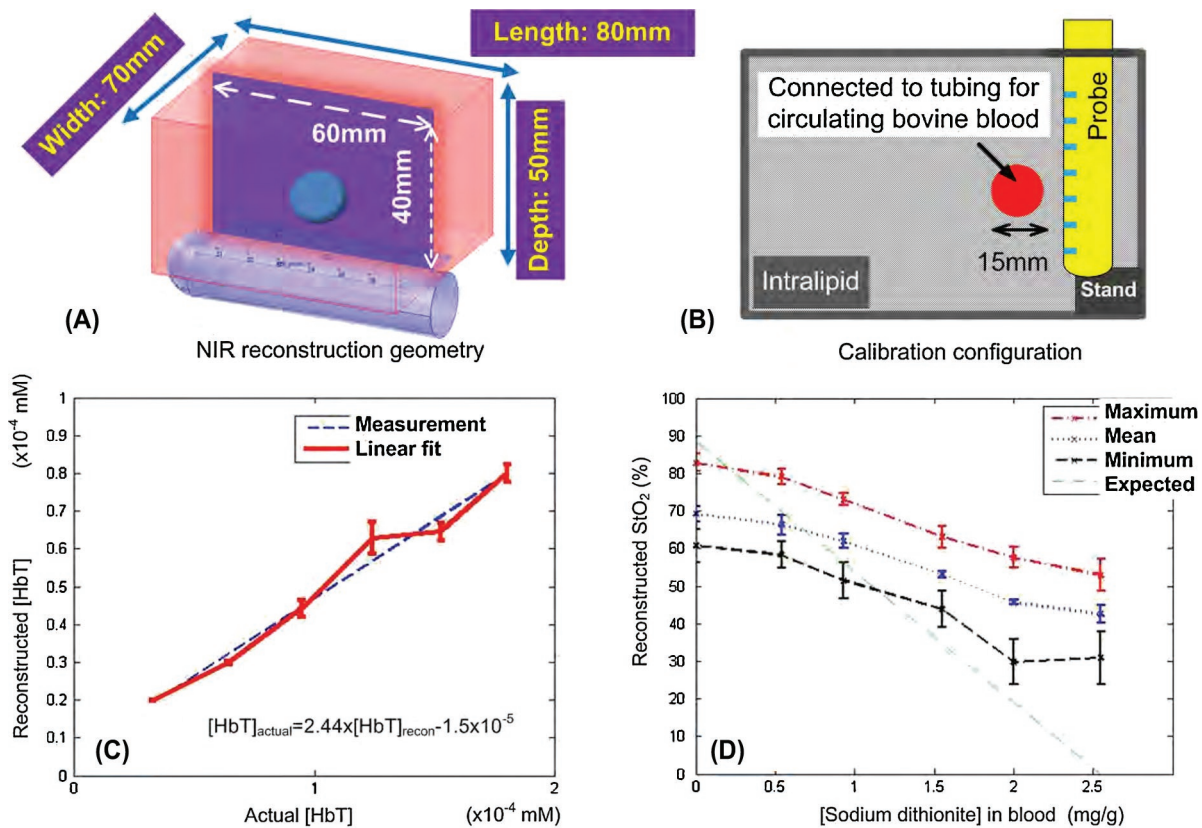 Width: 70mm
Length: 80mm
60mm
40mm
Depth: 50mm
(A)
NIR reconstruction geometry
Connected to tubing for
circulating bovine blood
Probe
15mm
Intralipid
Stand
(B)
Calibration configuration
(x10-4 mM)
Reconstructed [HbT]
1
0.9
0.8
0.7
0.6
0.5
0.4
0.3
0.2
0.1
0
Measurement
Linear fit
[HbT]actual=2.44x[HbT]recon-1.5x10-5
(C)
0 1 2
Actual [HbT] (x10-4 mM)
Reconstructed StO2 (%)
100
90
80
70
60
50
40
30
20
10
0
Maximum
Mean
Minimum
Expected
(D)
0 0.5 1 1.5 2 2.5
[Sodium dithionite] in blood (mg/g)